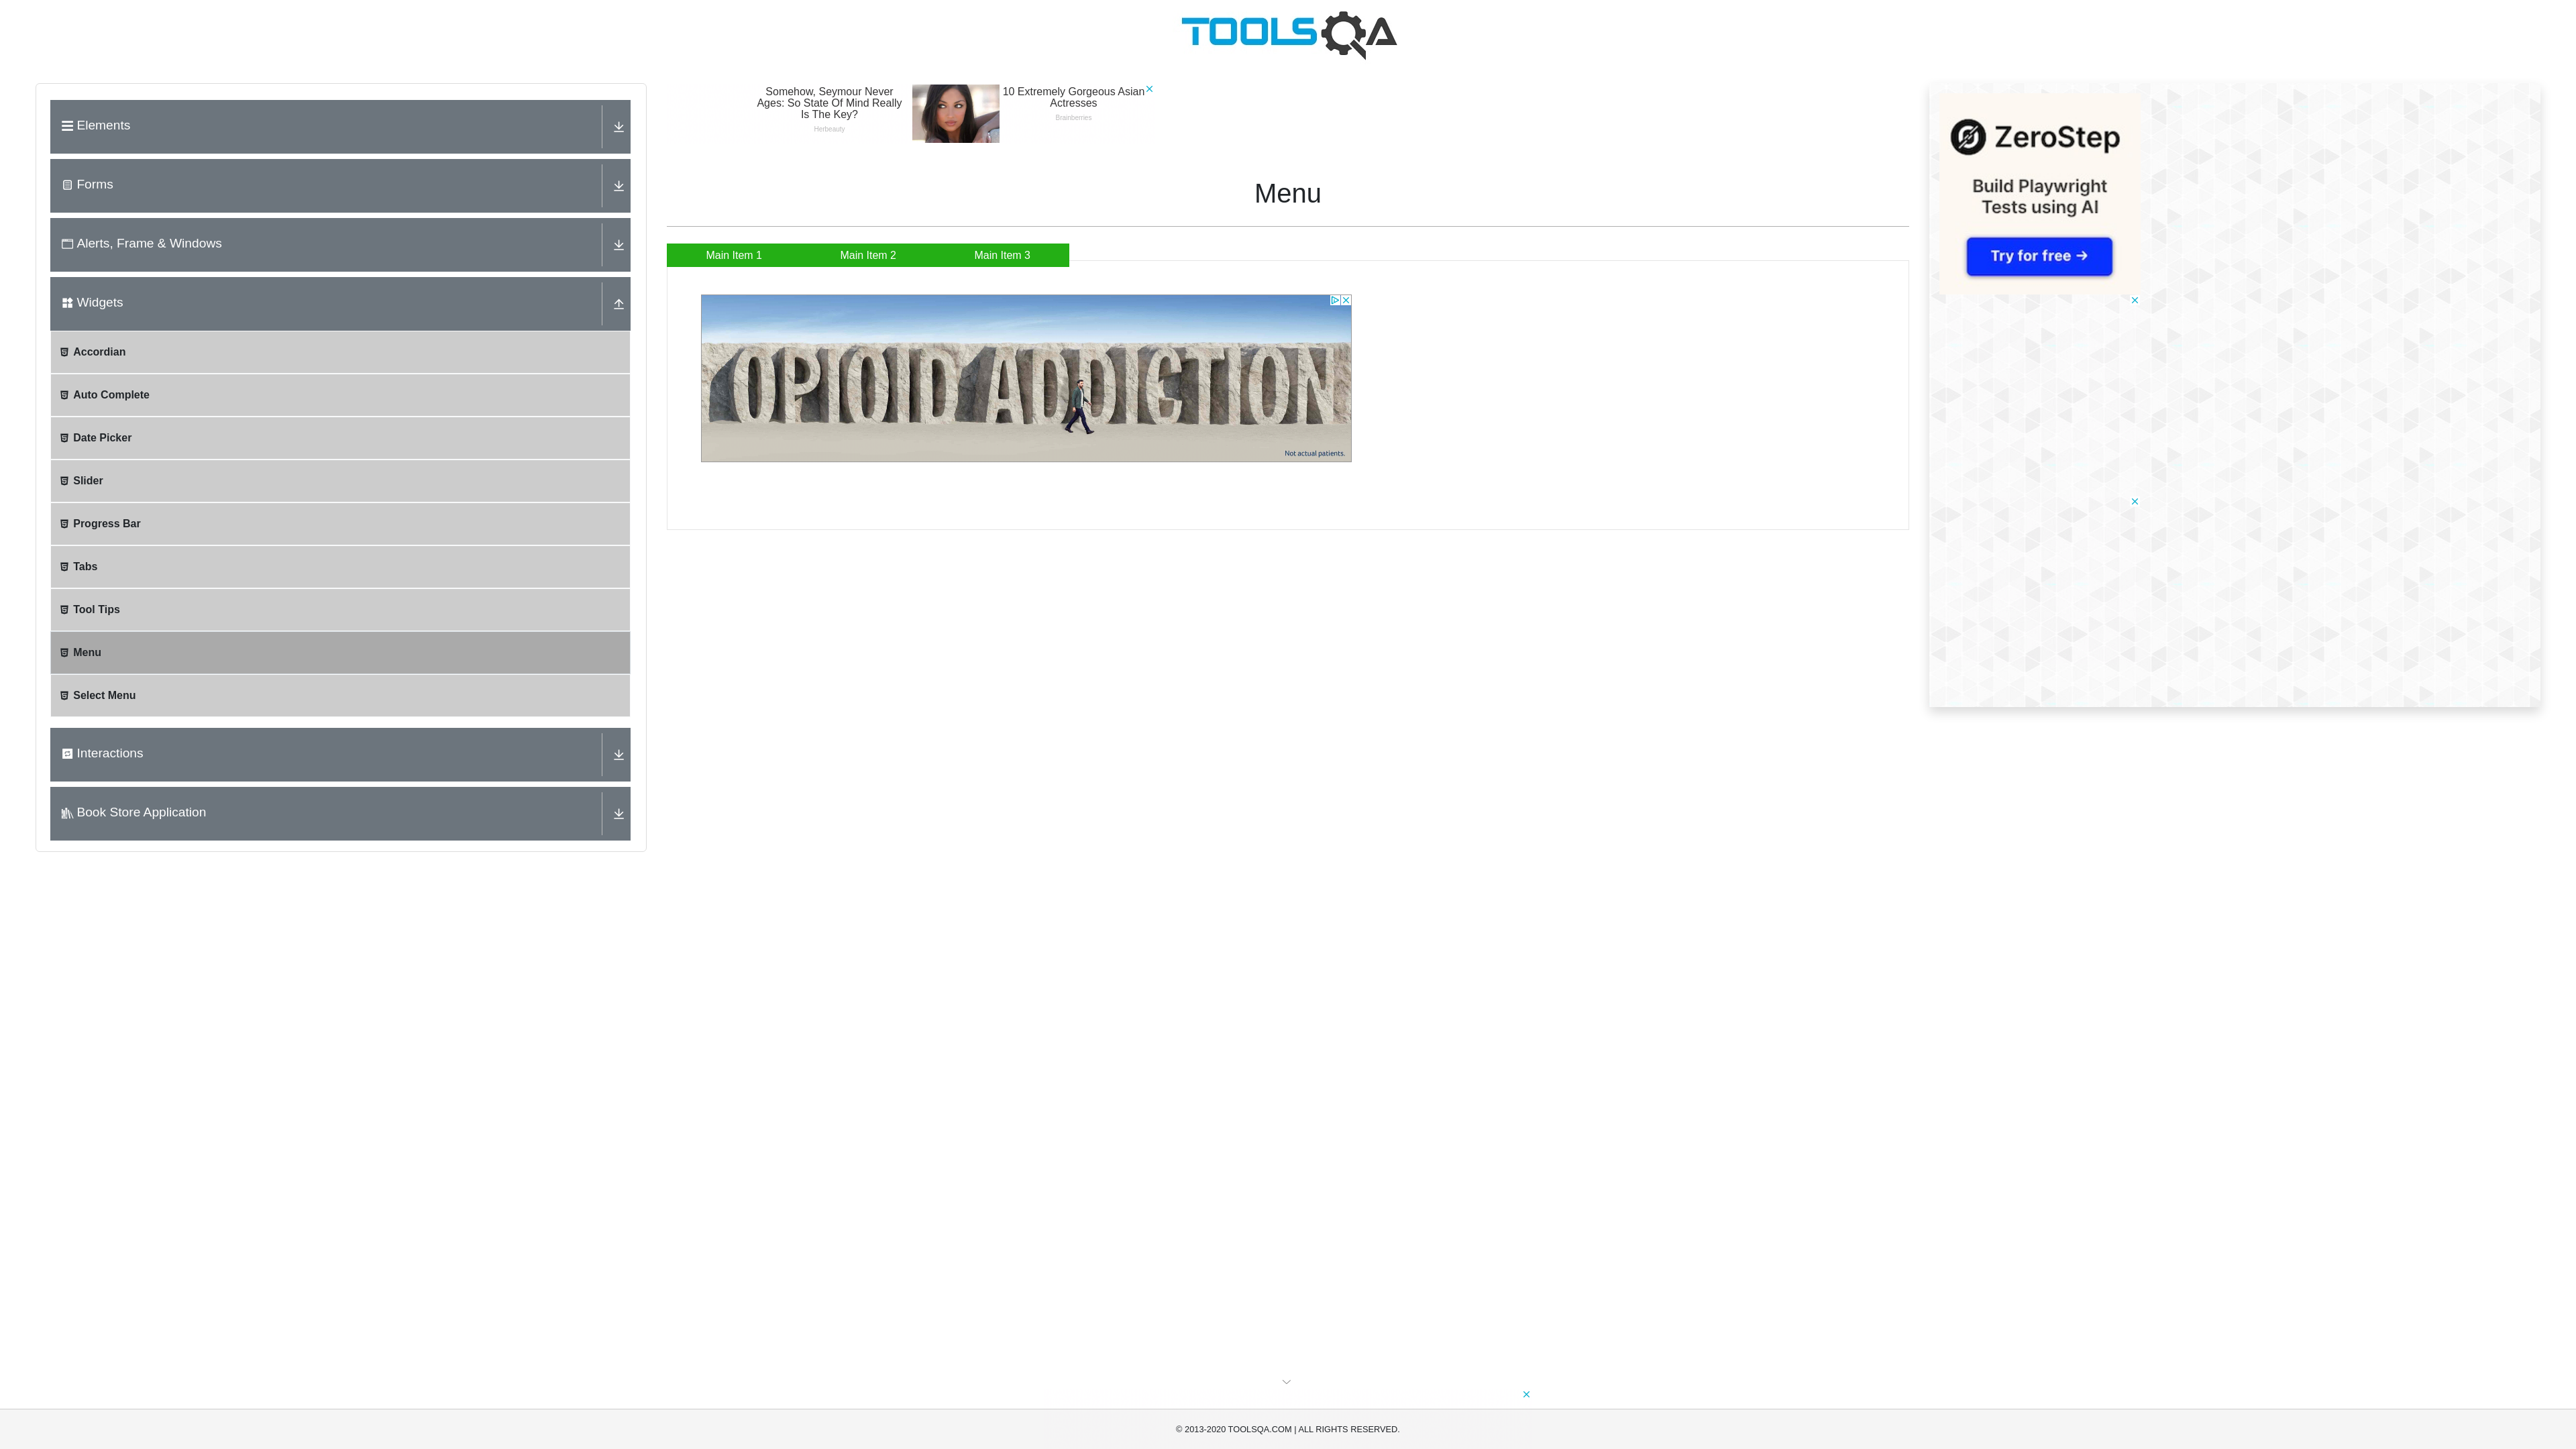 TOOLSQA
Elements
Forms
Alerts, Frame & Windows
Widgets
Accordian
Auto Complete
Date Picker
Slider
Progress Bar
Tabs
Tool Tips
Menu
Select Menu
Interactions
Book Store Application
Somehow, Seymour Never
Ages: So State Of Mind Really
Is The Key?
Herbeauty
10 Extremely Gorgeous Asian
Actresses
Brainberries
Menu
Main Item 1
Main Item 2
Main Item 3
OPIOID ADDICTION
Not actual patients.
ZeroStep
Build Playwright
Tests using AI
Try for free →
© 2013-2020 TOOLSQA.COM | ALL RIGHTS RESERVED.